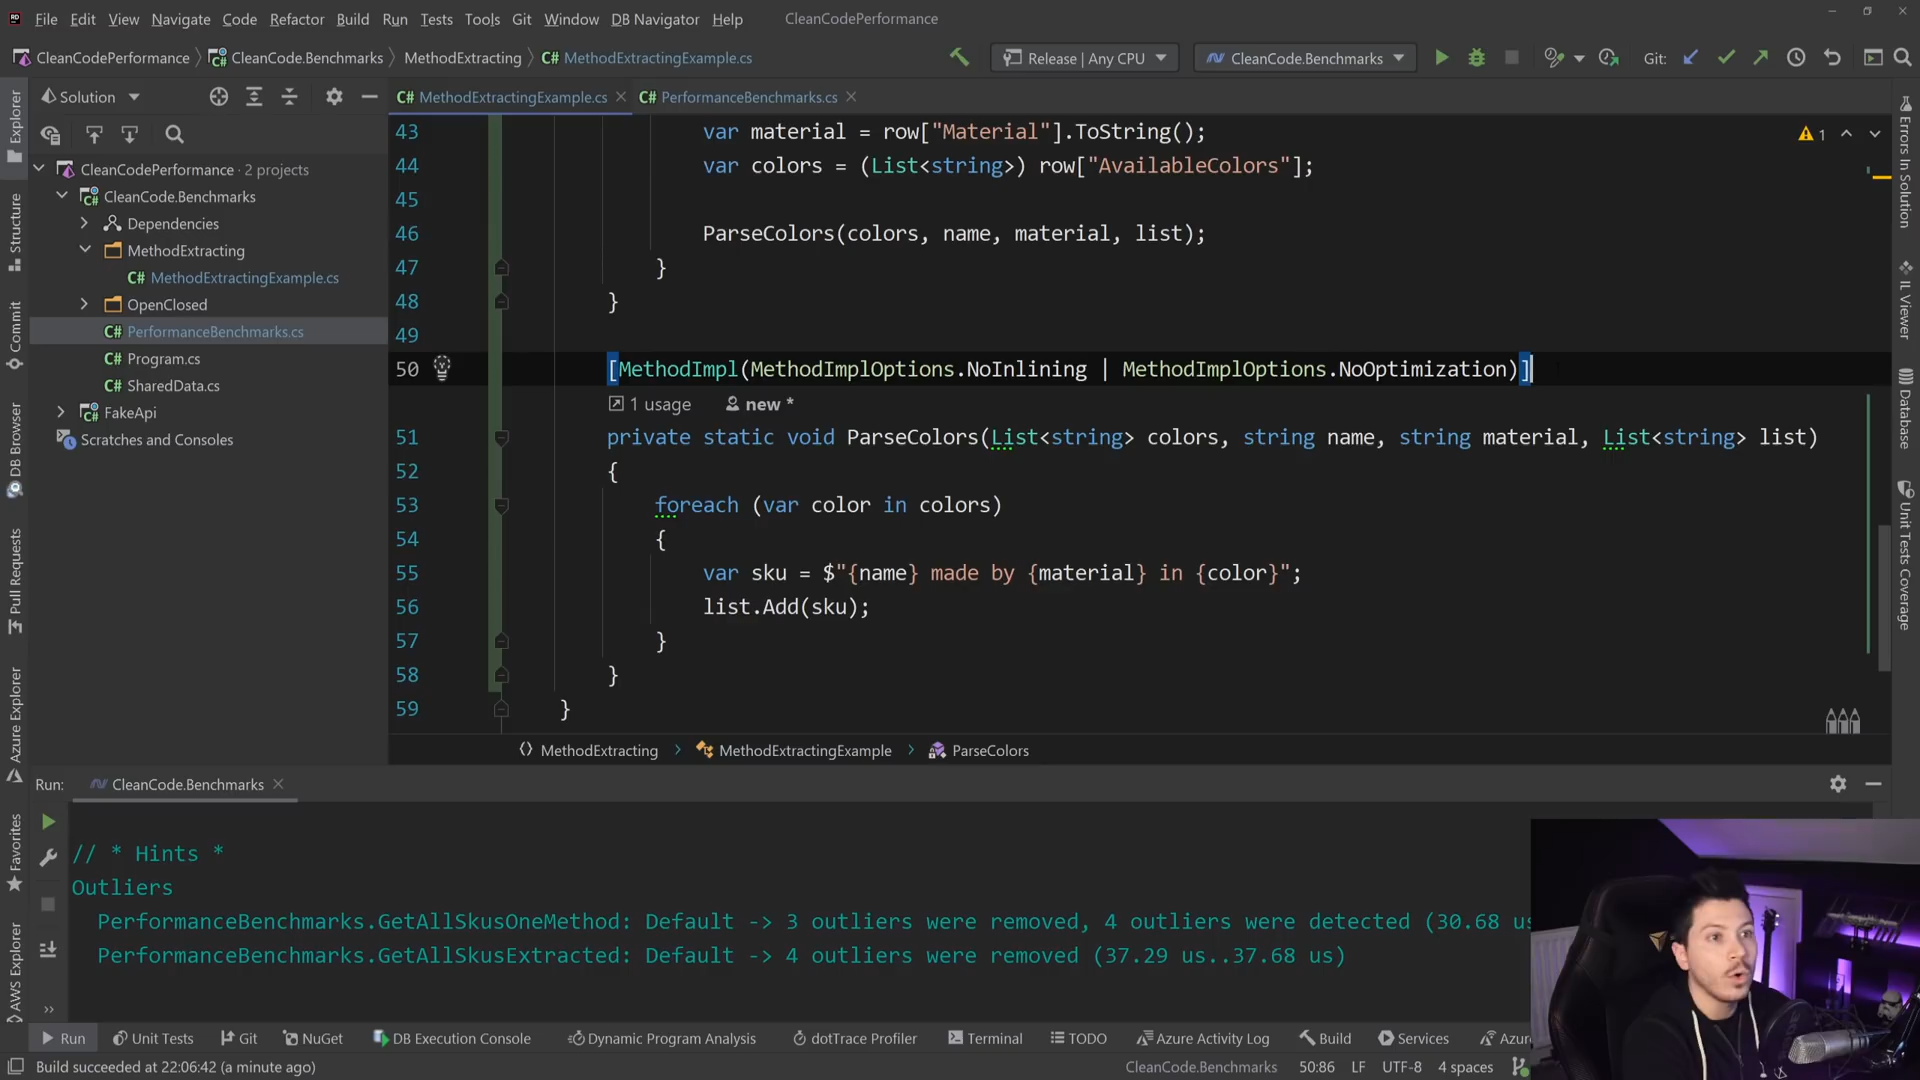 File Edit View Navigate Code Refactor Build Run Tests Tools Git Window DB Navigator Help CleanCodePerformance
CleanCodePerformance CleanCode.Benchmarks MethodExtracting C# MethodExtractingExample.cs Release | Any CPU CleanCode.Benchmarks Git:
Solution
C# MethodExtractingExample.cs C# PerformanceBenchmarks.cs
CleanCodePerformance · 2 projects
CleanCode.Benchmarks
Dependencies
MethodExtracting
C# MethodExtractingExample.cs
OpenClosed
C# PerformanceBenchmarks.cs
C# Program.cs
C# SharedData.cs
C# FakeApi
Scratches and Consoles
Explorer
Structure
Commit
DB Browser
Pull Requests
Azure Explorer
Favorites
AWS Explorer
1
43 var material = row["Material"].ToString();
44 var colors = (List<string>) row["AvailableColors"];
45
46 ParseColors(colors, name, material, list);
47 }
48 }
49
50 [MethodImpl(MethodImplOptions.NoInlining | MethodImplOptions.NoOptimization)]
1 usage new *
51 private static void ParseColors(List<string> colors, string name, string material, List<string> list)
52 {
53 foreach (var color in colors)
54 {
55 var sku = $"{name} made by {material} in {color}";
56 list.Add(sku);
57 }
58 }
59 }
MethodExtracting MethodExtractingExample ParseColors
Errors In Solution
IL Viewer
Database
Unit Tests Coverage
Run: CleanCode.Benchmarks
// * Hints *
Outliers
PerformanceBenchmarks.GetAllSkusOneMethod: Default -> 3 outliers were removed, 4 outliers were detected (30.68 us
PerformanceBenchmarks.GetAllSkusExtracted: Default -> 4 outliers were removed (37.29 us..37.68 us)
Run Unit Tests Git NuGet DB Execution Console Dynamic Program Analysis dotTrace Profiler Terminal TODO Azure Activity Log Build Services Azur
Build succeeded at 22:06:42 (a minute ago) CleanCode.Benchmarks 50:86 LF UTF-8 4 spaces